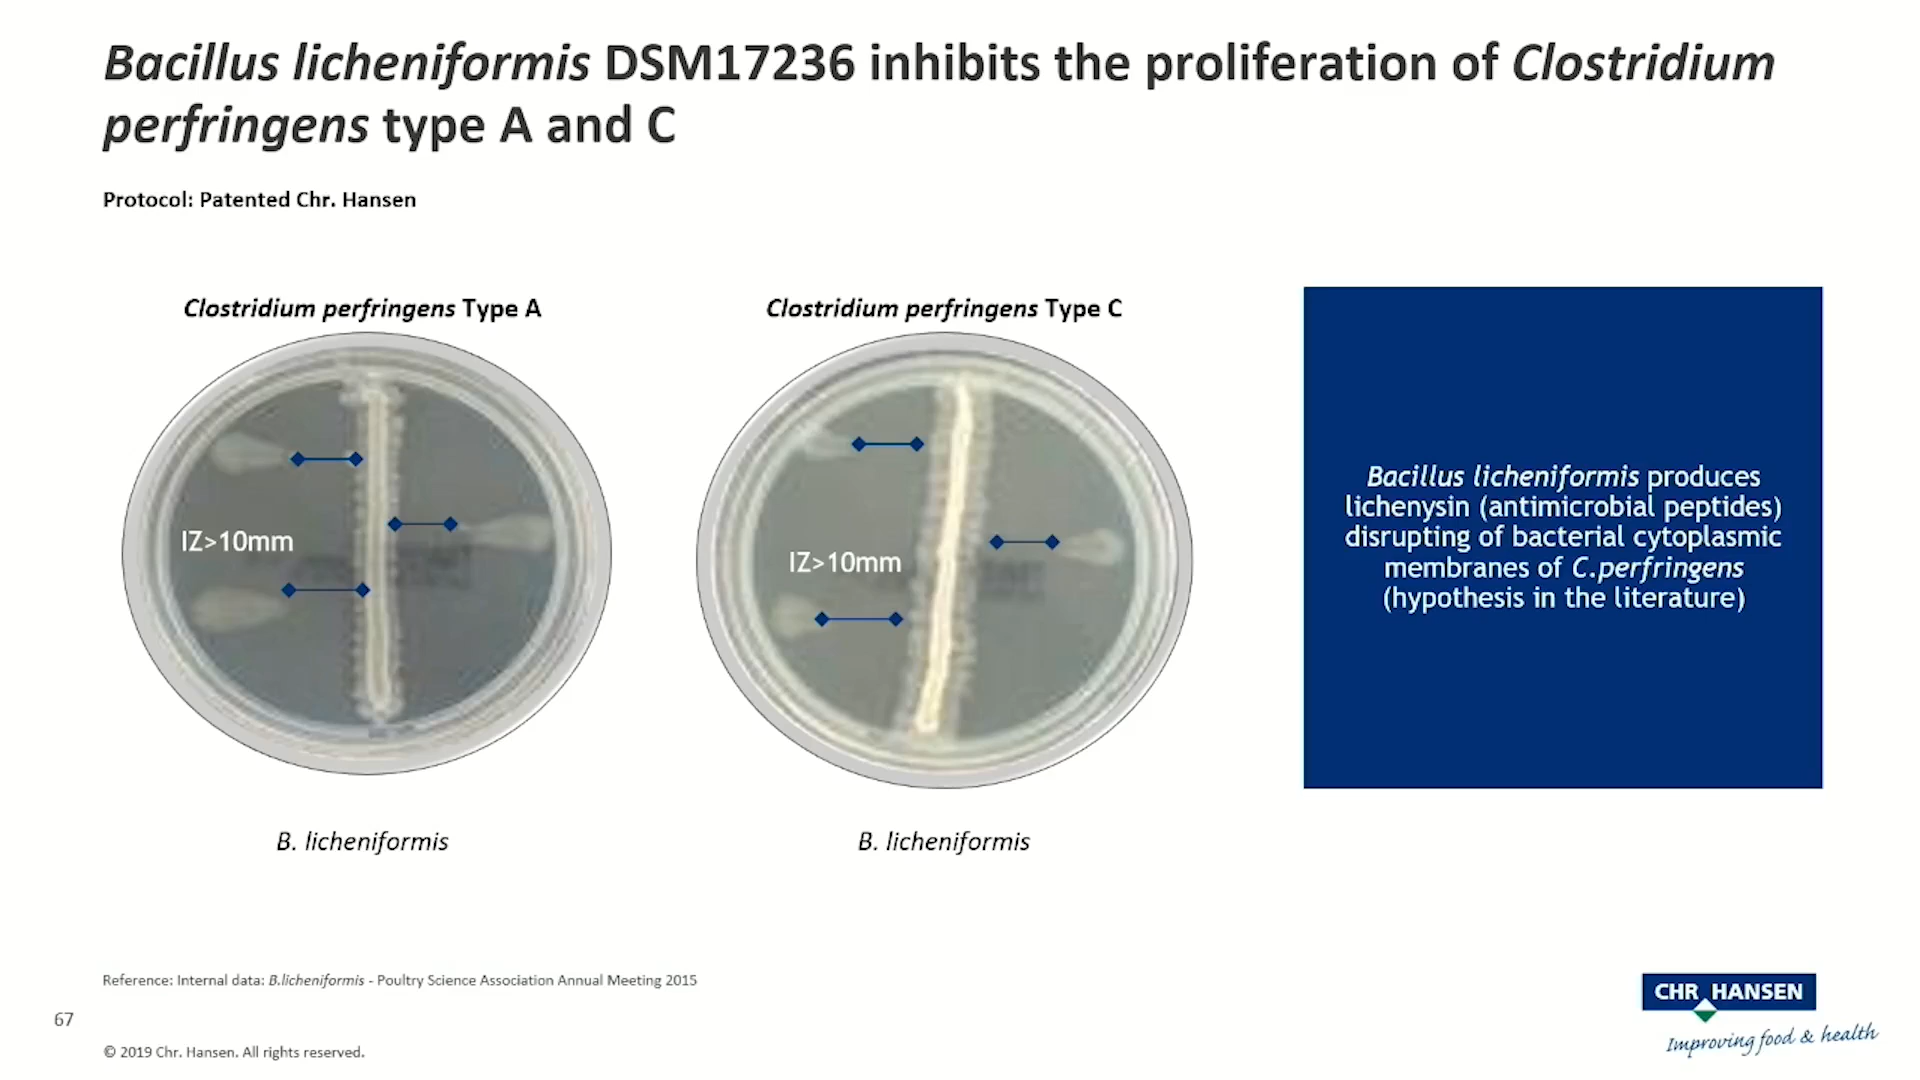 Bacillus licheniformis DSM17236 inhibits the proliferation of Clostridium
perfringens type A and C
Protocol: Patented Chr. Hansen
Clostridium perfringens Type A
Clostridium perfringens Type C
IZ>10mm
IZ>10mm
Bacillus licheniformis produces
lichenysin (antimicrobial peptides)
disrupting of bacterial cytoplasmic
membranes of C.perfringens
(hypothesis in the literature)
B. licheniformis
B. licheniformis
Reference: Internal data: B.licheniformis - Poultry Science Association Annual Meeting 2015
67
© 2019 Chr. Hansen. All rights reserved.
CHR HANSEN
Improving food & health